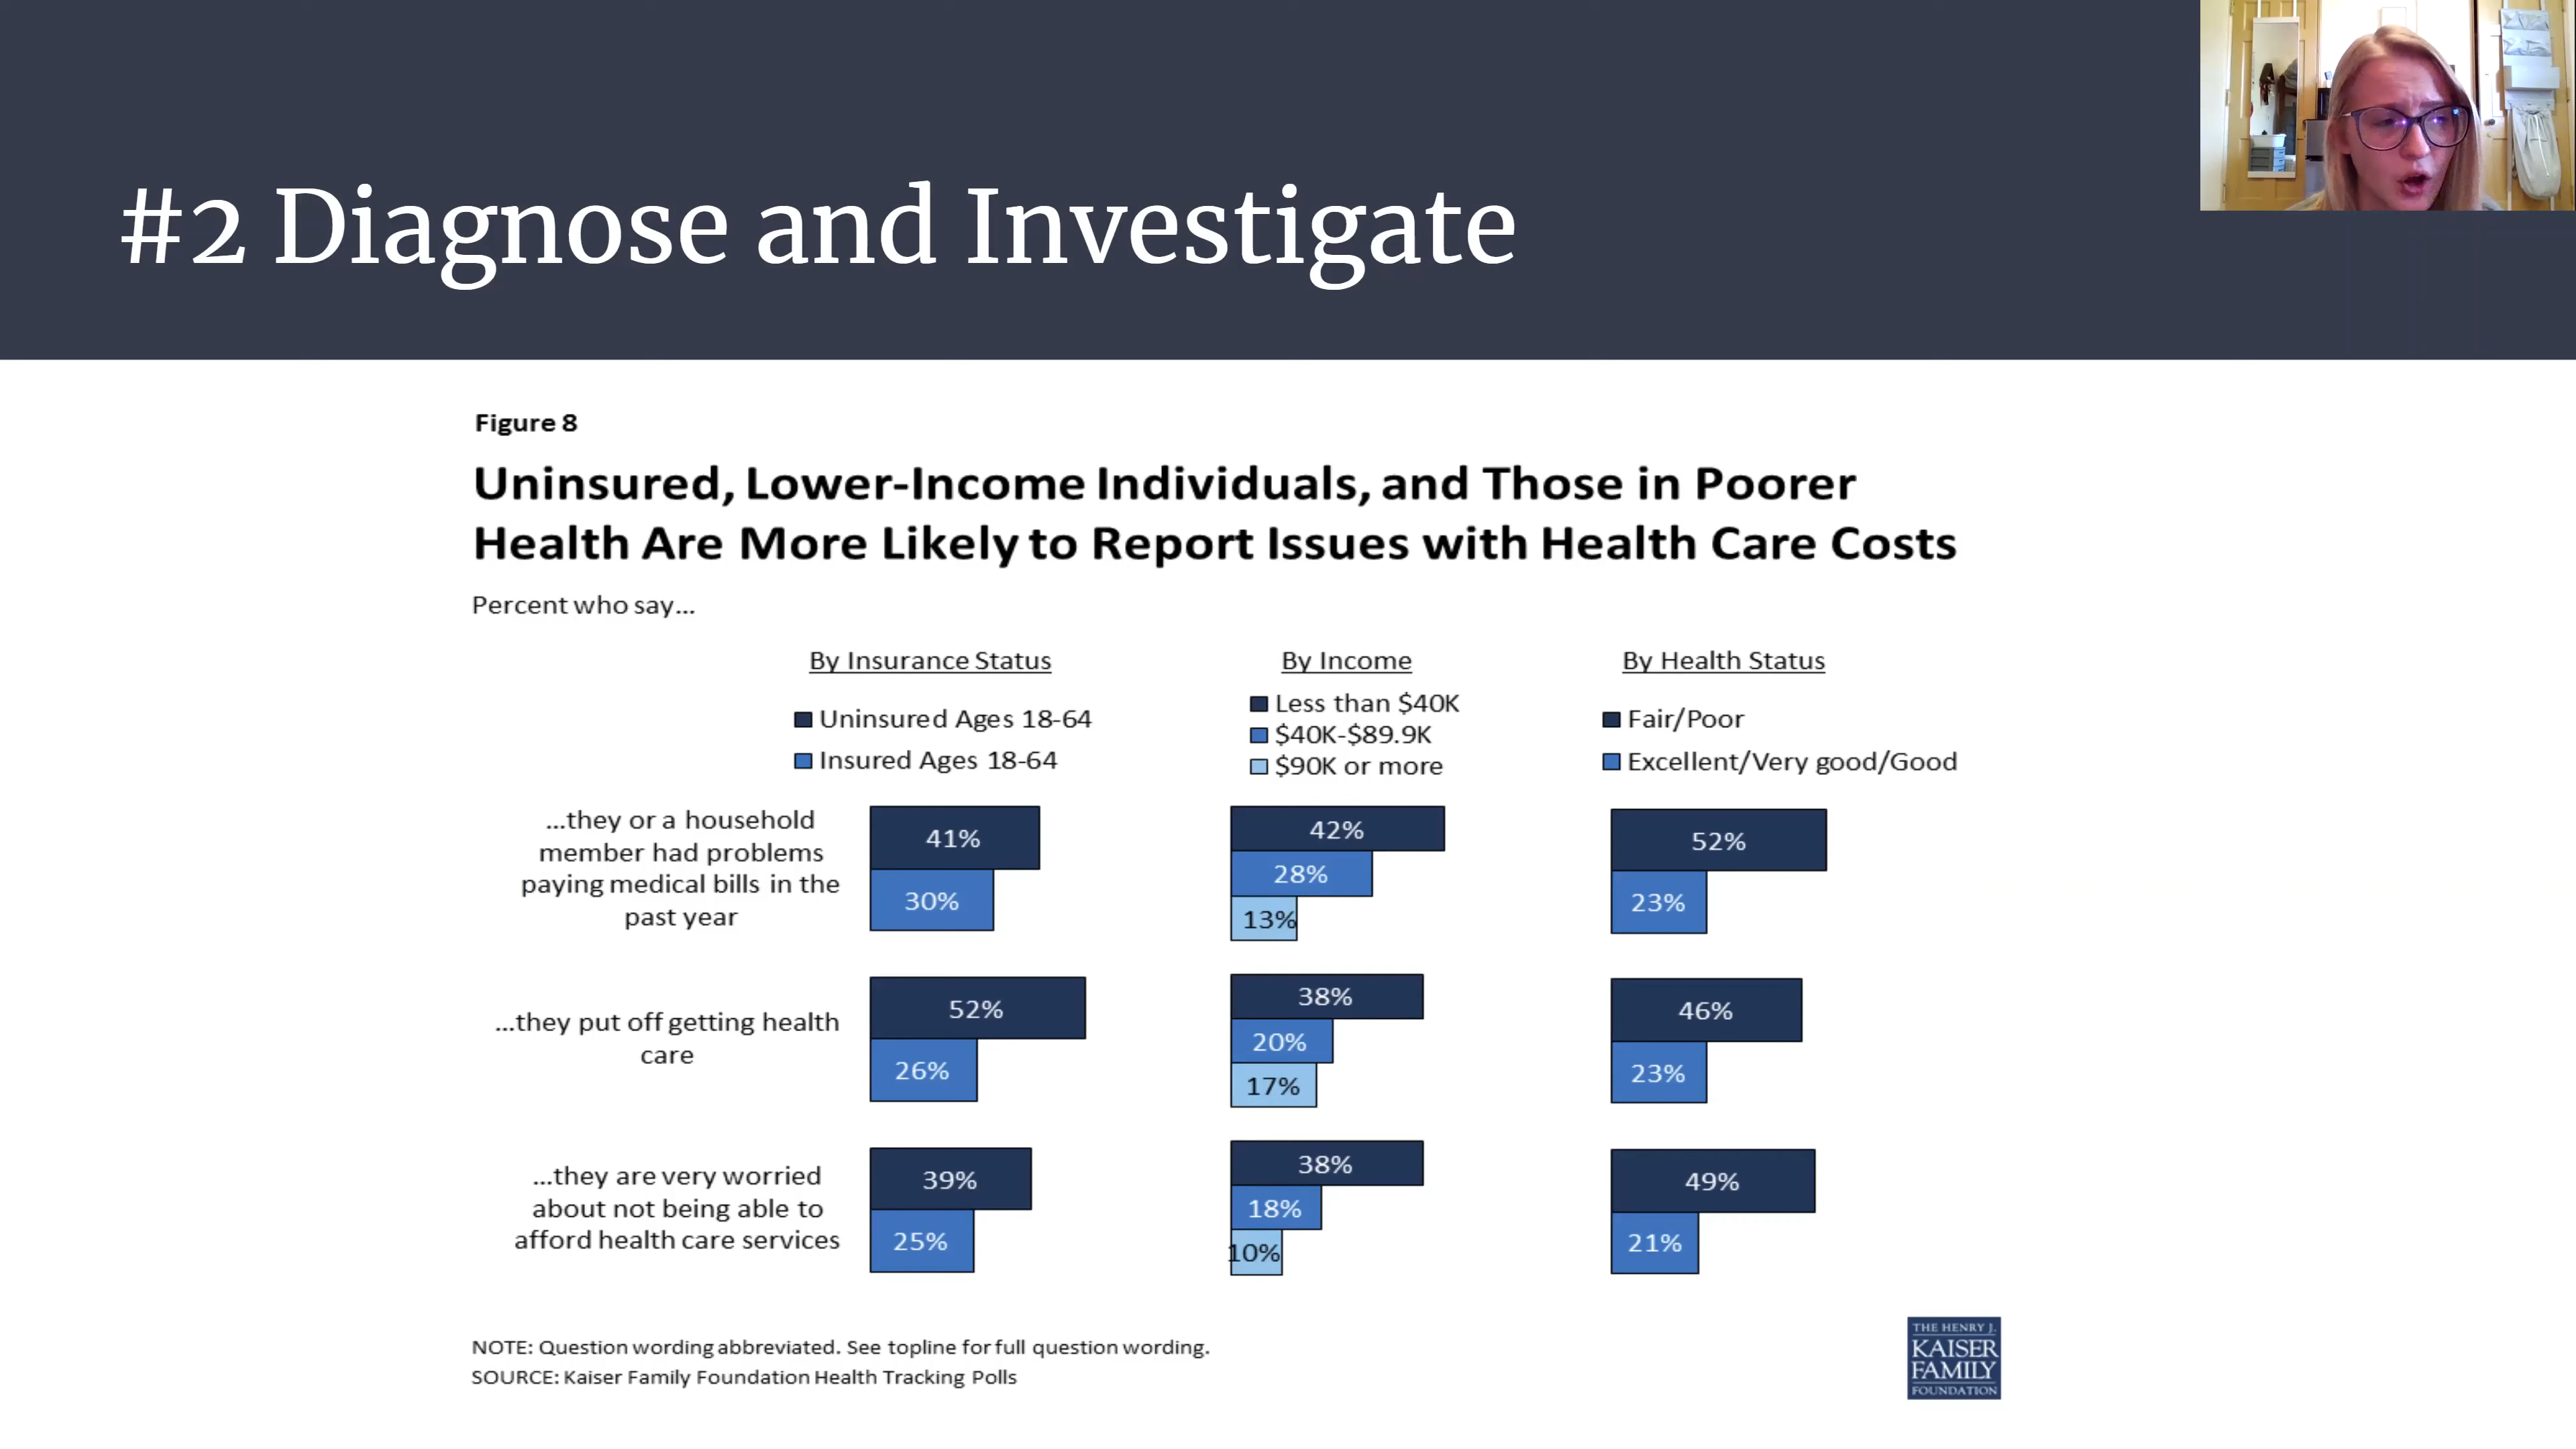 #2 Diagnose and Investigate
Figure 8
Uninsured, Lower-Income Individuals, and Those in Poorer
Health Are More Likely to Report Issues with Health Care Costs
Percent who say...
By Insurance Status
Uninsured Ages 18-64
Insured Ages 18-64
By Income
Less than $40K
$40K-$89.9K
$90K or more
By Health Status
Fair/Poor
Excellent/Very good/Good
...they or a household
member had problems
paying medical bills in the
past year
41%
30%
42%
28%
13%
52%
23%
...they put off getting health
care
52%
26%
38%
20%
17%
46%
23%
...they are very worried
about not being able to
afford health care services
39%
25%
38%
18%
10%
49%
21%
NOTE: Question wording abbreviated. See topline for full question wording.
SOURCE: Kaiser Family Foundation Health Tracking Polls
THE HENRY J.
KAISER
FAMILY
FOUNDATION